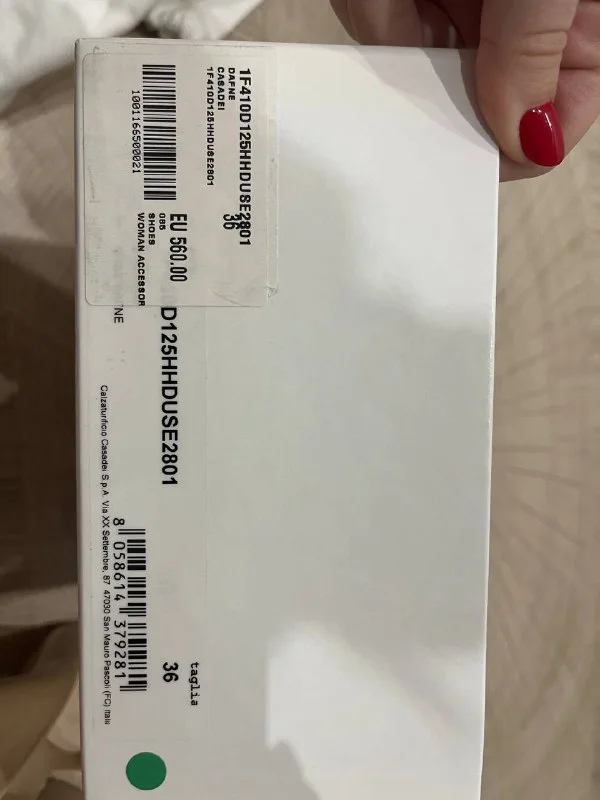 1F410D125HHDUSE2801
36
DAFNE
CASADEI
1F410D125HHDUSE2801
EU 560.00
085
SHOES
WOMAN ACCESSOR
1001166500021
D125HHDUSE2801
NE
taglia
36
8 058614 379281
Calzaturificio Casadei S.p.A. Via XX Settembre, 87 47030 San Mauro Pascoli (FC) Italy